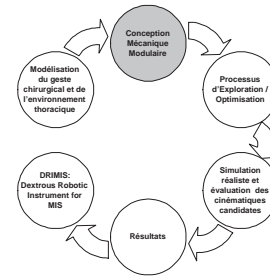 Conception
Mécanique
Modulaire
Processus
d'Exploration /
Optimisation
Simulation
réaliste et
évaluation des
cinématiques
candidates
Résultats
DRIMIS:
Dextrous Robotic
Instrument for
MIS
Modélisation
du geste
chirurgical et de
l'environnement
thoracique